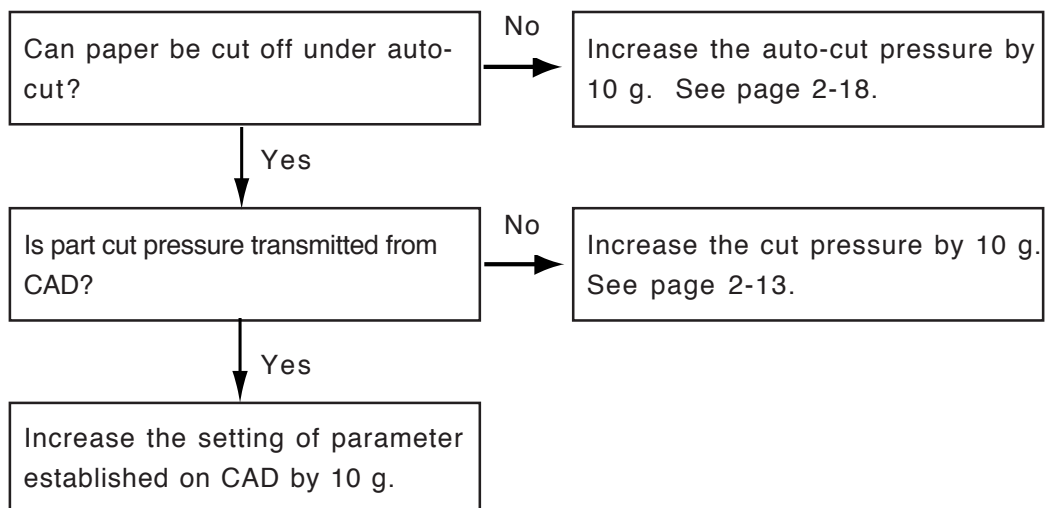 Can paper be cut off under auto-
cut?
No
Increase the auto-cut pressure by
10 g. See page 2-18.
Yes
Is part cut pressure transmitted from
CAD?
No
Increase the cut pressure by 10 g.
See page 2-13.
Yes
Increase the setting of parameter
established on CAD by 10 g.